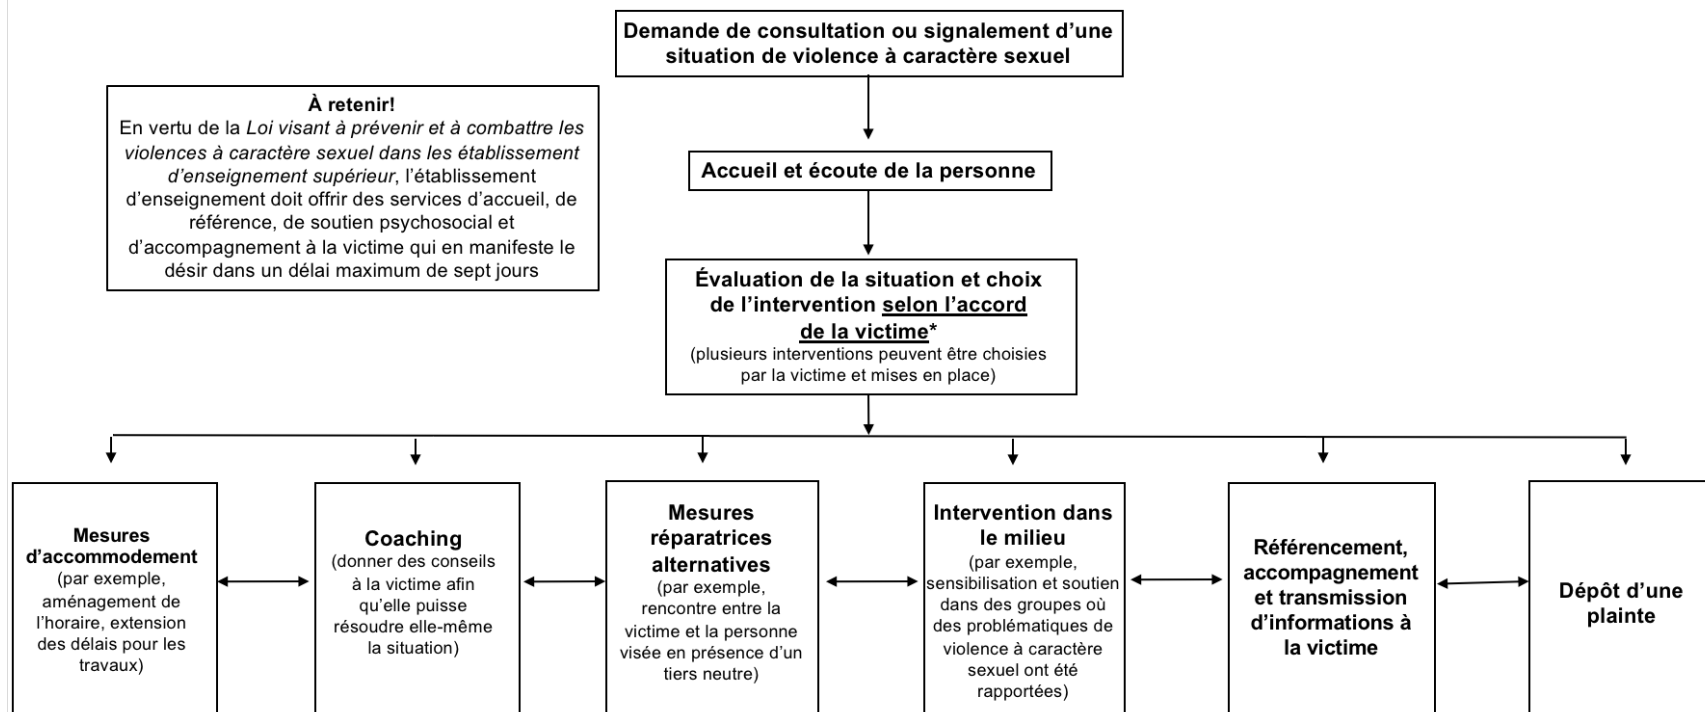 Demande de consultation ou signalement d’une
situation de violence à caractère sexuel
À retenir!
En vertu de la Loi visant à prévenir et à combattre les
violences à caractère sexuel dans les établissement
d’enseignement supérieur, l’établissement
d’enseignement doit offrir des services d’accueil, de
référence, de soutien psychosocial et
d’accompagnement à la victime qui en manifeste le
désir dans un délai maximum de sept jours
Accueil et écoute de la personne
Évaluation de la situation et choix
de l’intervention selon l’accord
de la victime*
(plusieurs interventions peuvent être choisies
par la victime et mises en place)
Mesures
d’accommodement
(par exemple,
aménagement de
l’horaire, extension
des délais pour les
travaux)
Coaching
(donner des conseils
à la victime afin
qu’elle puisse
résoudre elle-même
la situation)
Mesures
réparatrices
alternatives
(par exemple,
rencontre entre la
victime et la personne
visée en présence d’un
tiers neutre)
Intervention dans
le milieu
(par exemple,
sensibilisation et soutien
dans des groupes où
des problématiques de
violence à caractère
sexuel ont été
rapportées)
Référencement,
accompagnement
et transmission
d’informations à
la victime
Dépôt d’une
plainte